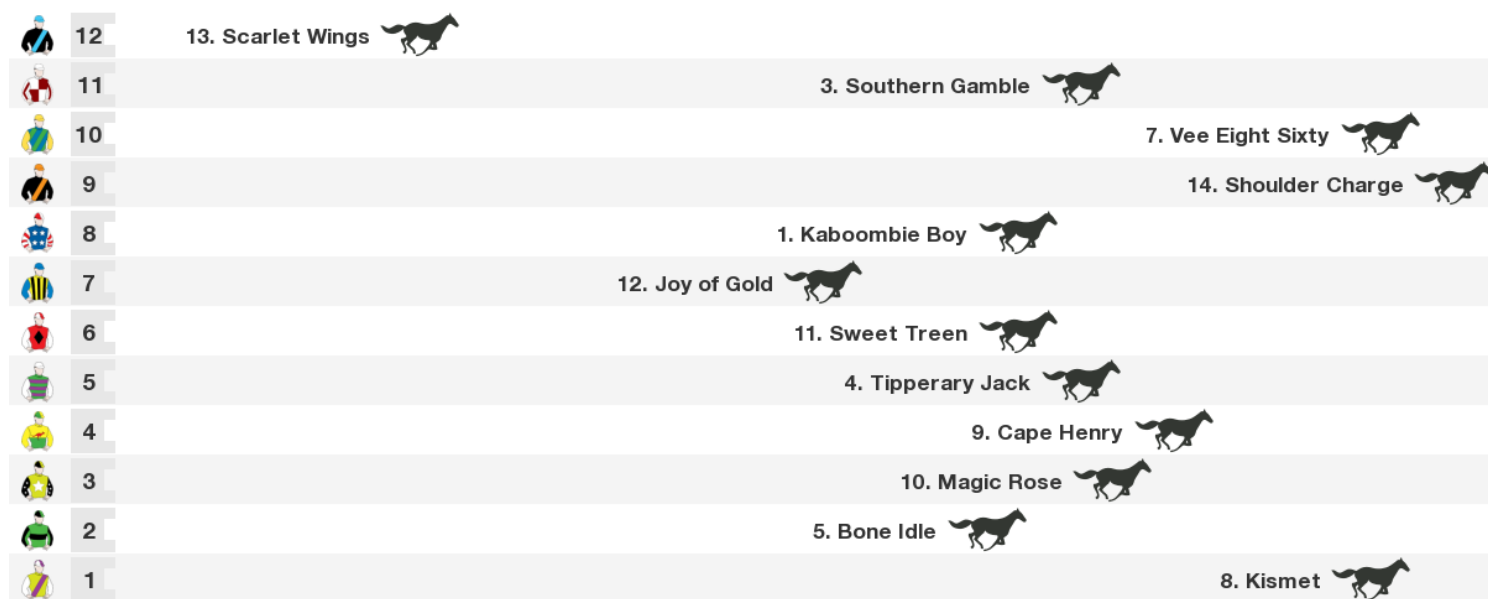 12 13. Scarlet Wings
11 3. Southern Gamble
10 7. Vee Eight Sixty
9 14. Shoulder Charge
8 1. Kaboombie Boy
7 12. Joy of Gold
6 11. Sweet Treen
5 4. Tipperary Jack
4 9. Cape Henry
3 10. Magic Rose
2 5. Bone Idle
1 8. Kismet